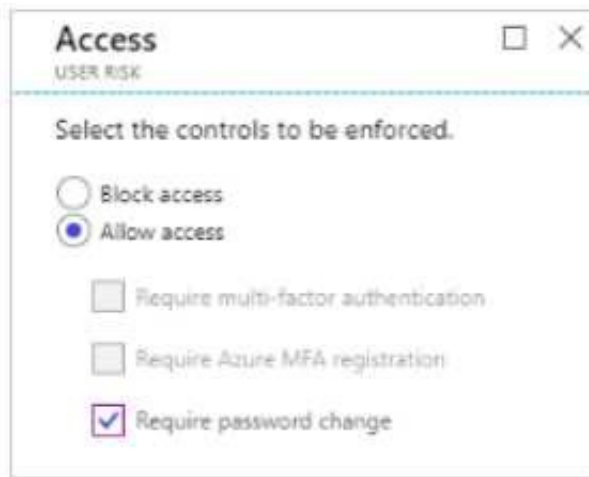 Access
USER RISK
Select the controls to be enforced.
Block access
Allow access
Require multi-factor authentication
Require Azure MFA registration
Require password change